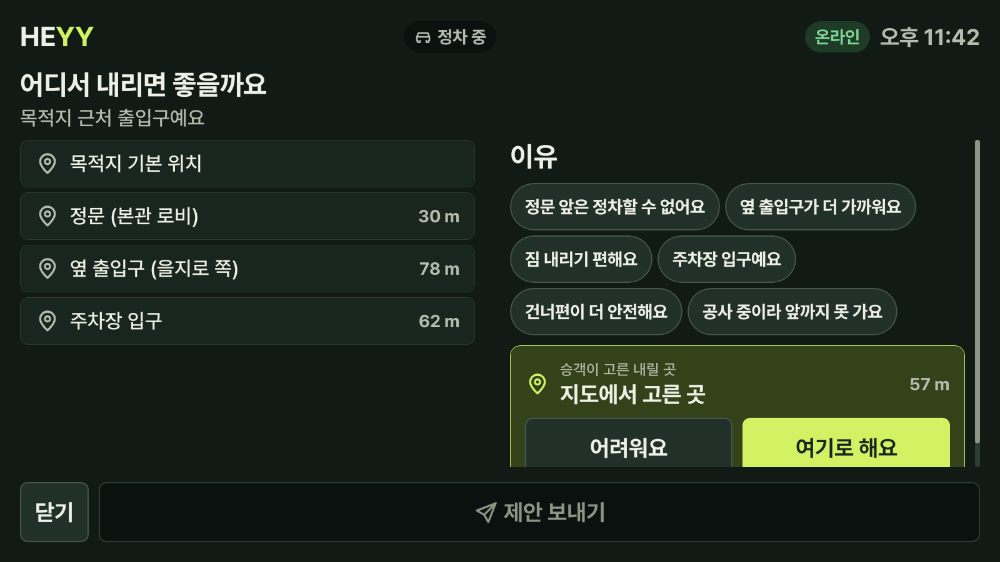 HEYY
정차 중
온라인 오후 11:42
어디서 내리면 좋을까요
목적지 근처 출입구예요
목적지 기본 위치
정문 (본관 로비) 30 m
옆 출입구 (을지로 쪽) 78 m
주차장 입구 62 m
이유
정문 앞은 정차할 수 없어요 옆 출입구가 더 가까워요
짐 내리기 편해요 주차장 입구예요
건너편이 더 안전해요 공사 중이라 앞까지 못 가요
승객이 고른 내릴 곳
지도에서 고른 곳 57 m
어려워요 여기로 해요
닫기 제안 보내기